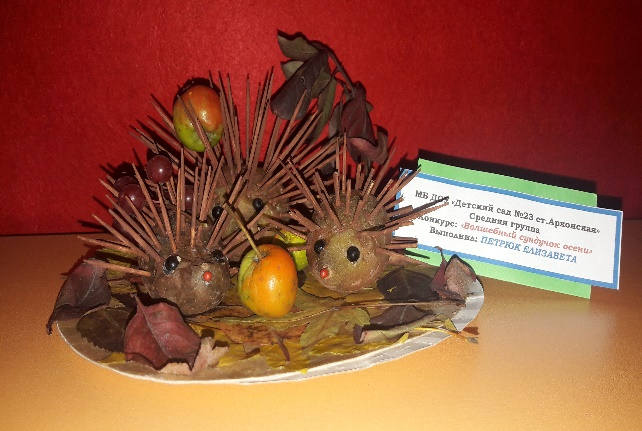 МБ ДОУ «Детский сад №23 ст.Архонская»
Средняя группа
Конкурс: «Волшебный сундучок осени»
Выполнила: ПЕТРЮК ЕЛИЗАВЕТА